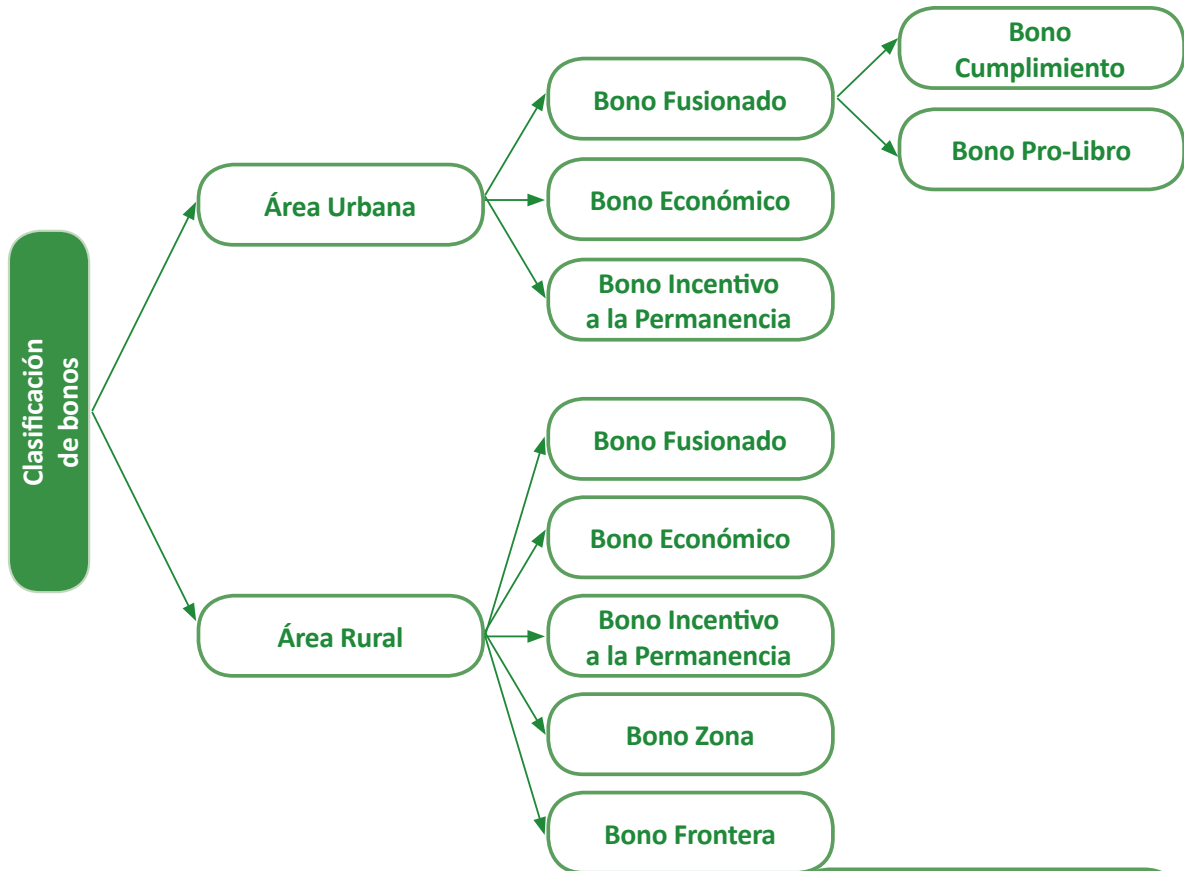 Clasificación
de bonos
Área Urbana
Bono Fusionado
Bono
Cumplimiento
Bono Pro-Libro
Bono Económico
Bono Incentivo
a la Permanencia
Área Rural
Bono Fusionado
Bono Económico
Bono Incentivo
a la Permanencia
Bono Zona
Bono Frontera